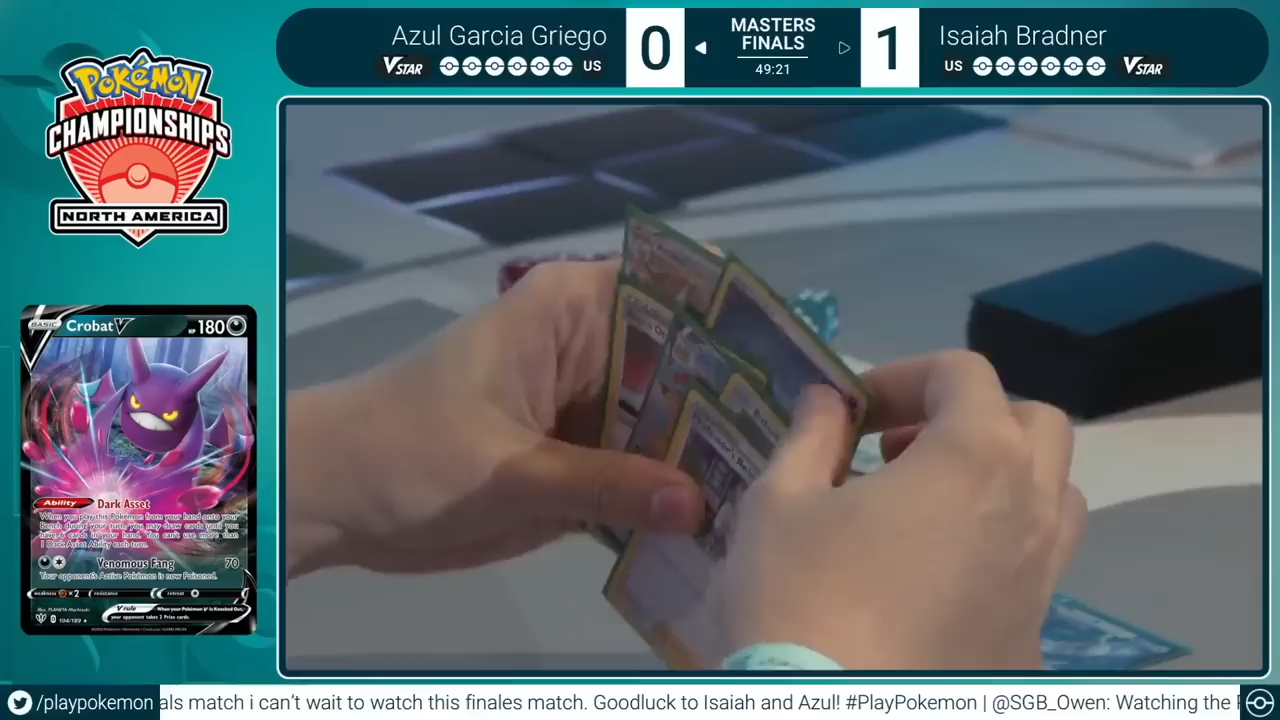 Azul Garcia Griego
0
MASTERS
FINALS
49:21
1
Isaiah Bradner
VSTAR
US
US
VSTAR
Pokémon
CHAMPIONSHIPS
NORTH AMERICA
BASIC
Crobat V
HP 180
Ability
Dark Asset
When you play this Pokémon from your hand onto your
Bench during your turn, you may draw cards until you
have 6 cards in your hand. You can't use more than
1 Dark Asset Ability each turn.
Venomous Fang
70
Your opponent's Active Pokémon is now Poisoned.
weakness ×2 resistance retreat
V rule
When your Pokémon V is Knocked Out,
your opponent takes 2 Prize cards.
104/189
/playpokemon
als match i can't wait to watch this finales match. Goodluck to Isaiah and Azul! #PlayPokemon | @SGB_Owen: Watching the